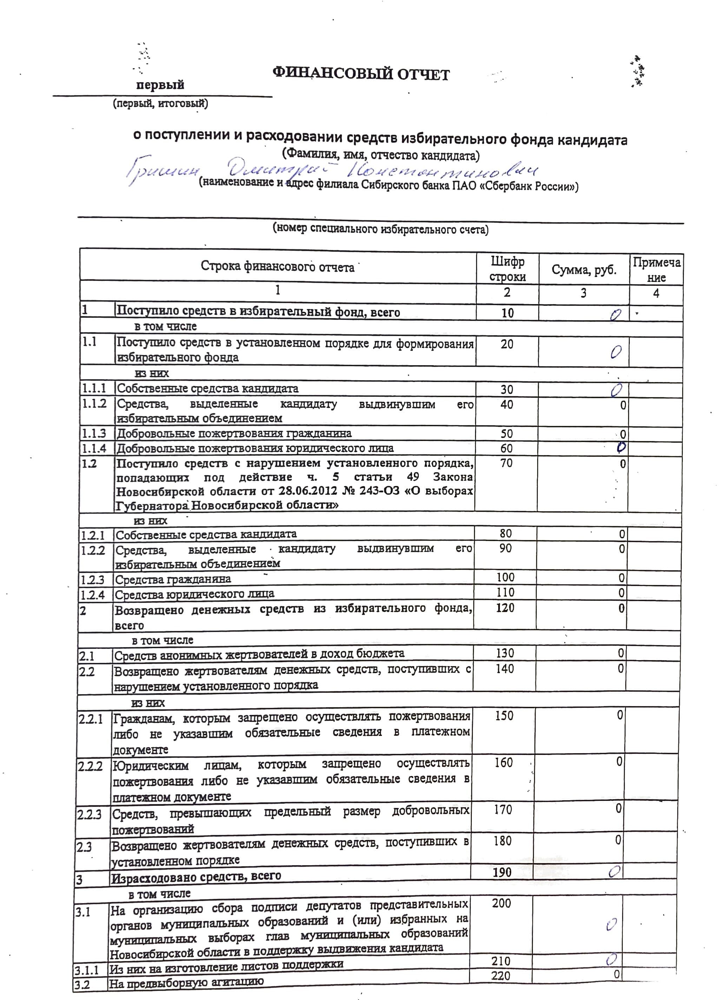 ФИНАНСОВЫЙ ОТЧЕТ
первый
(первый, итоговый)
о поступлении и расходовании средств избирательного фонда кандидата
(Фамилия, имя, отчество кандидата)
Гришин Дмитрий Константинович
(наименование и адрес филиала Сибирского банка ПАО «Сбербанк России»)
(номер специального избирательного счета)
Строка финансового отчета Шифр строки Сумма, руб. Примеча ние
1 2 3 4
1 Поступило средств в избирательный фонд, всего 10 0
в том числе
1.1 Поступило средств в установленном порядке для формирования 20 0
избирательного фонда
из них
1.1.1 Собственные средства кандидата 30 0
1.1.2 Средства, выделенные кандидату выдвинувшим его 40 0
избирательным объединением
1.1.3 Добровольные пожертвования гражданина 50 0
1.1.4 Добровольные пожертвования юридического лица 60 0
1.2 Поступило средств с нарушением установленного порядка, 70 0
попадающих под действие ч. 5 статьи 49 Закона
Новосибирской области от 28.06.2012 № 243-ОЗ «О выборах
Губернатора Новосибирской области»
из них
1.2.1 Собственные средства кандидата 80 0
1.2.2 Средства, выделенные кандидату выдвинувшим его 90 0
избирательным объединением
1.2.3 Средства гражданина 100 0
1.2.4 Средства юридического лица 110 0
2 Возвращено денежных средств из избирательного фонда, 120 0
всего
в том числе
2.1 Средств анонимных жертвователей в доход бюджета 130 0
2.2 Возвращено жертвователям денежных средств, поступивших с 140 0
нарушением установленного порядка
из них
2.2.1 Гражданам, которым запрещено осуществлять пожертвования 150 0
либо не указавшим обязательные сведения в платежном
документе
2.2.2 Юридическим лицам, которым запрещено осуществлять 160 0
пожертвования либо не указавшим обязательные сведения в
платежном документе
2.2.3 Средств, превышающих предельный размер добровольных 170 0
пожертвований
2.3 Возвращено жертвователям денежных средств, поступивших в 180 0
установленном порядке
3 Израсходовано средств, всего 190 0
в том числе
3.1 На организацию сбора подписи депутатов представительных 200 0
органов муниципальных образований и (или) избранных на
муниципальных выборах глав муниципальных образований
Новосибирской области в поддержку выдвижения кандидата
3.1.1 Из них на изготовление листов поддержки 210 0
3.2 На предвыборную агитацию 220 0